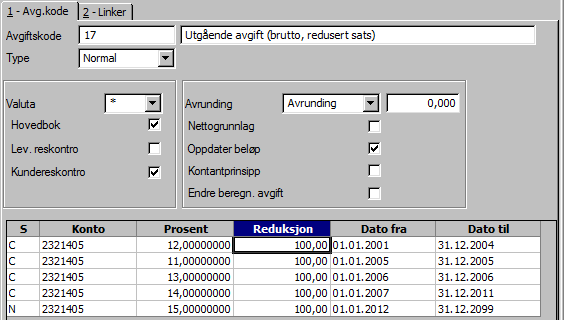 1 - Avg.kode 2 - Linker
Avgiftskode 17 Utgående avgift (brutto, redusert sats)
Type Normal
Valuta * Avrunding Avrunding 0,000
Hovedbok Nettogrunnlag
Lev. reskontro Oppdater beløp
Kundereskontro Kontantprinsipp
Endre beregn. avgift
S Konto Prosent Reduksjon Dato fra Dato til
C 2321405 12,00000000 100,00 01.01.2001 31.12.2004
C 2321405 11,00000000 100,00 01.01.2005 31.12.2005
C 2321405 13,00000000 100,00 01.01.2006 31.12.2006
C 2321405 14,00000000 100,00 01.01.2007 31.12.2011
N 2321405 15,00000000 100,00 01.01.2012 31.12.2099